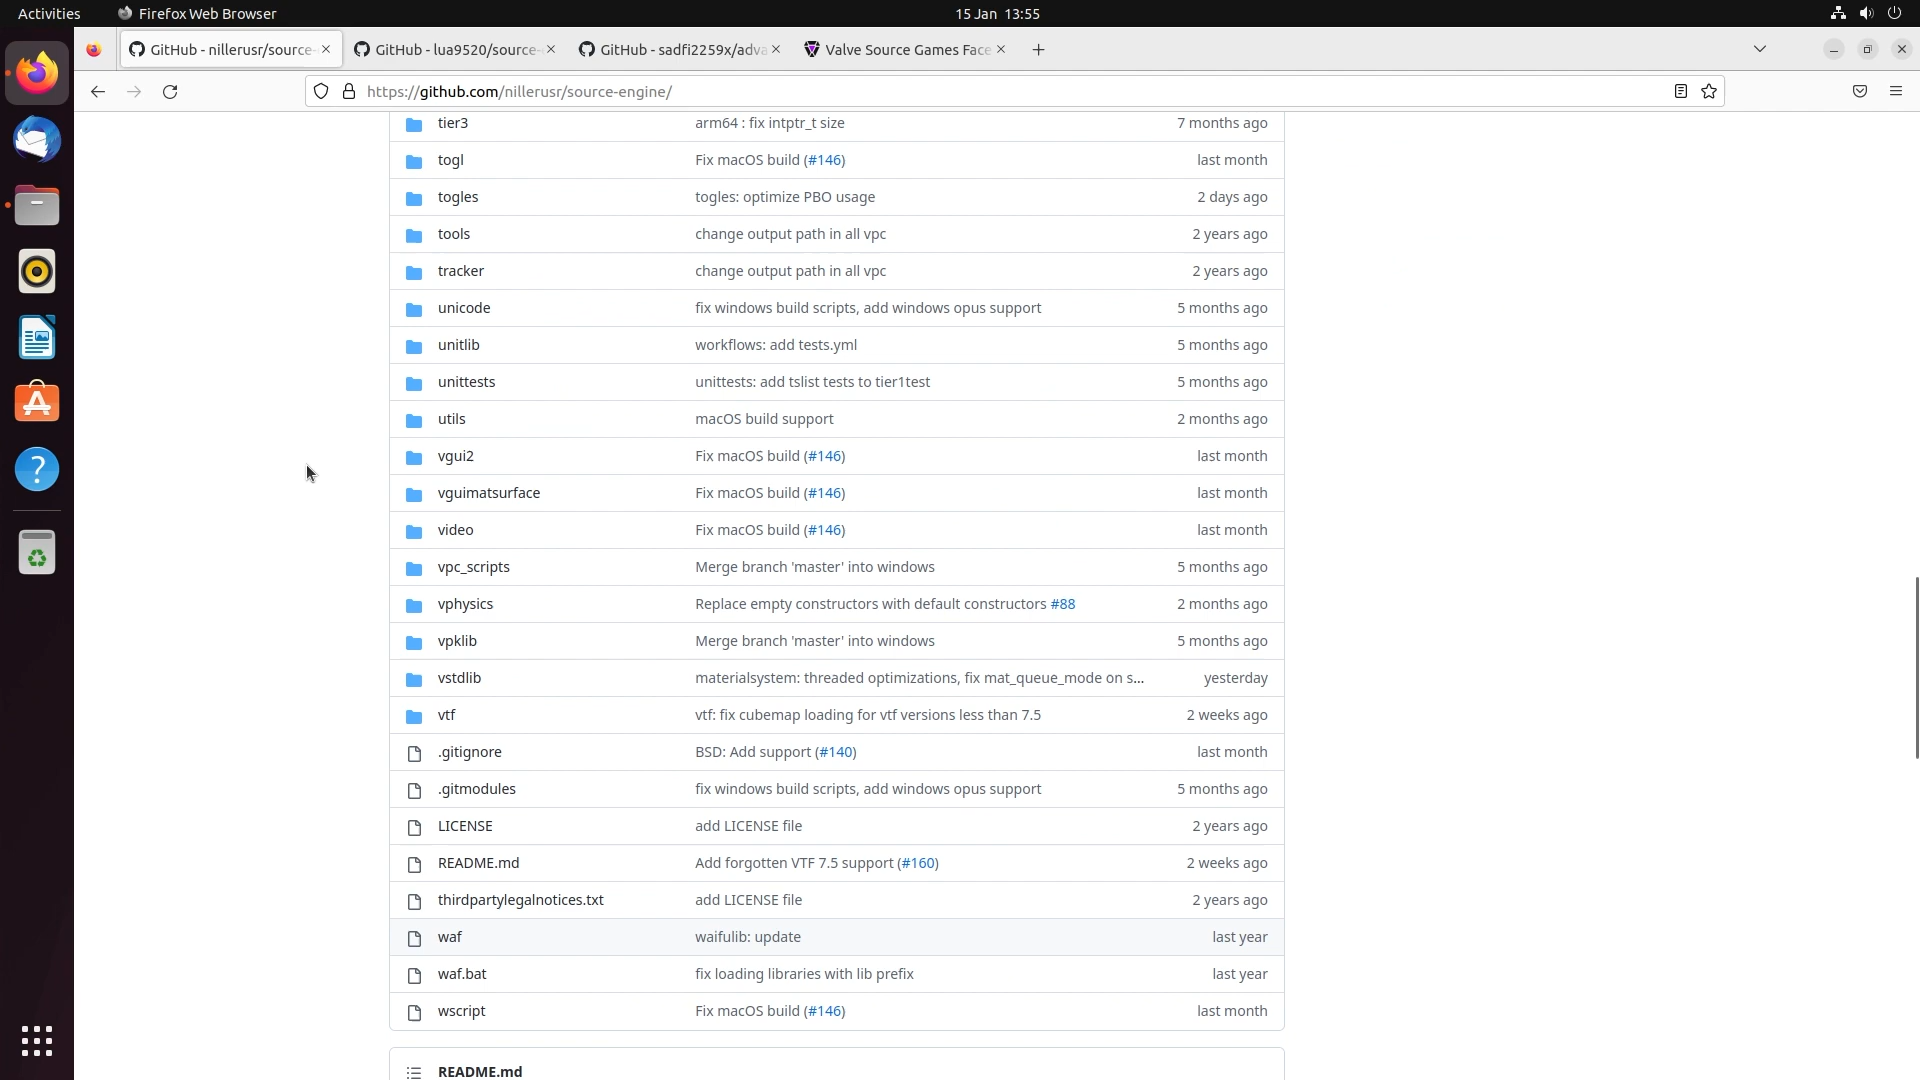 Activities Firefox Web Browser 15 Jan 13:55
GitHub - nillerusr/source- GitHub - lua9520/source- GitHub - sadfi2259x/adva Valve Source Games Face
https://github.com/nillerusr/source-engine/
tier3 arm64 : fix intptr_t size 7 months ago
togl Fix macOS build (#146) last month
togles togles: optimize PBO usage 2 days ago
tools change output path in all vpc 2 years ago
tracker change output path in all vpc 2 years ago
unicode fix windows build scripts, add windows opus support 5 months ago
unitlib workflows: add tests.yml 5 months ago
unittests unittests: add tslist tests to tier1test 5 months ago
utils macOS build support 2 months ago
vgui2 Fix macOS build (#146) last month
vguimatsurface Fix macOS build (#146) last month
video Fix macOS build (#146) last month
vpc_scripts Merge branch 'master' into windows 5 months ago
vphysics Replace empty constructors with default constructors #88 2 months ago
vpklib Merge branch 'master' into windows 5 months ago
vstdlib materialsystem: threaded optimizations, fix mat_queue_mode on s... yesterday
vtf vtf: fix cubemap loading for vtf versions less than 7.5 2 weeks ago
.gitignore BSD: Add support (#140) last month
.gitmodules fix windows build scripts, add windows opus support 5 months ago
LICENSE add LICENSE file 2 years ago
README.md Add forgotten VTF 7.5 support (#160) 2 weeks ago
thirdpartylegalnotices.txt add LICENSE file 2 years ago
waf waifulib: update last year
waf.bat fix loading libraries with lib prefix last year
wscript Fix macOS build (#146) last month
README.md